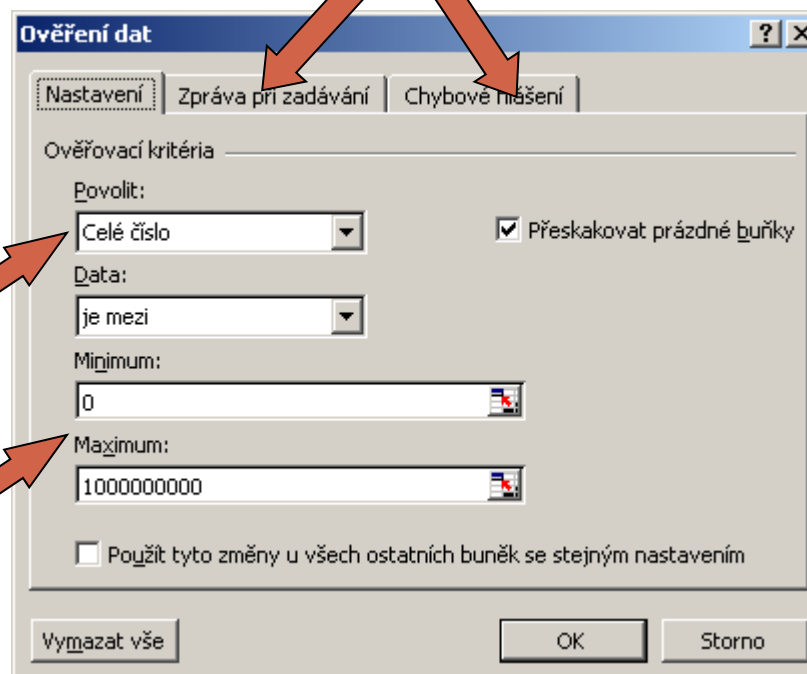 Ověření dat
Nastavení Zpráva při zadávání Chybové hlášení
Ověřovací kritéria
Povolit:
Celé číslo
Přeskakovat prázdné buňky
Data:
je mezi
Minimum:
0
Maximum:
1000000000
Použít tyto změny u všech ostatních buněk se stejným nastavením
Vymazat vše OK Storno